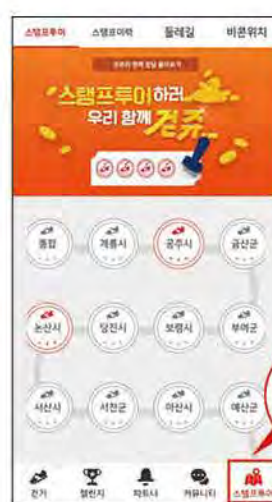 스탬프투어 스탬프이력 둘레길 비콘위치
스탬프투어하러
우리 함께 걷쥬~
통합 계룡시 공주시 금산군
논산시 당진시 보령시 부여군
서산시 서천군 아산시 예산군
걷기 챌린지 파트너 커뮤니티 스탬프투어